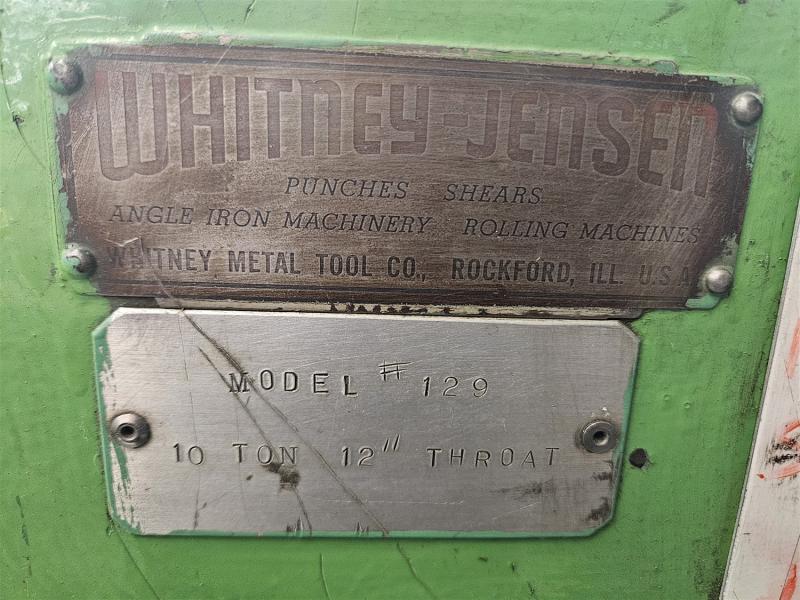 WHITNEY-JENSEN
PUNCHES SHEARS
ANGLE IRON MACHINERY ROLLING MACHINES
WHITNEY METAL TOOL CO., ROCKFORD, ILL. U.S.A.
MODEL # 129
10 TON 12" THROAT